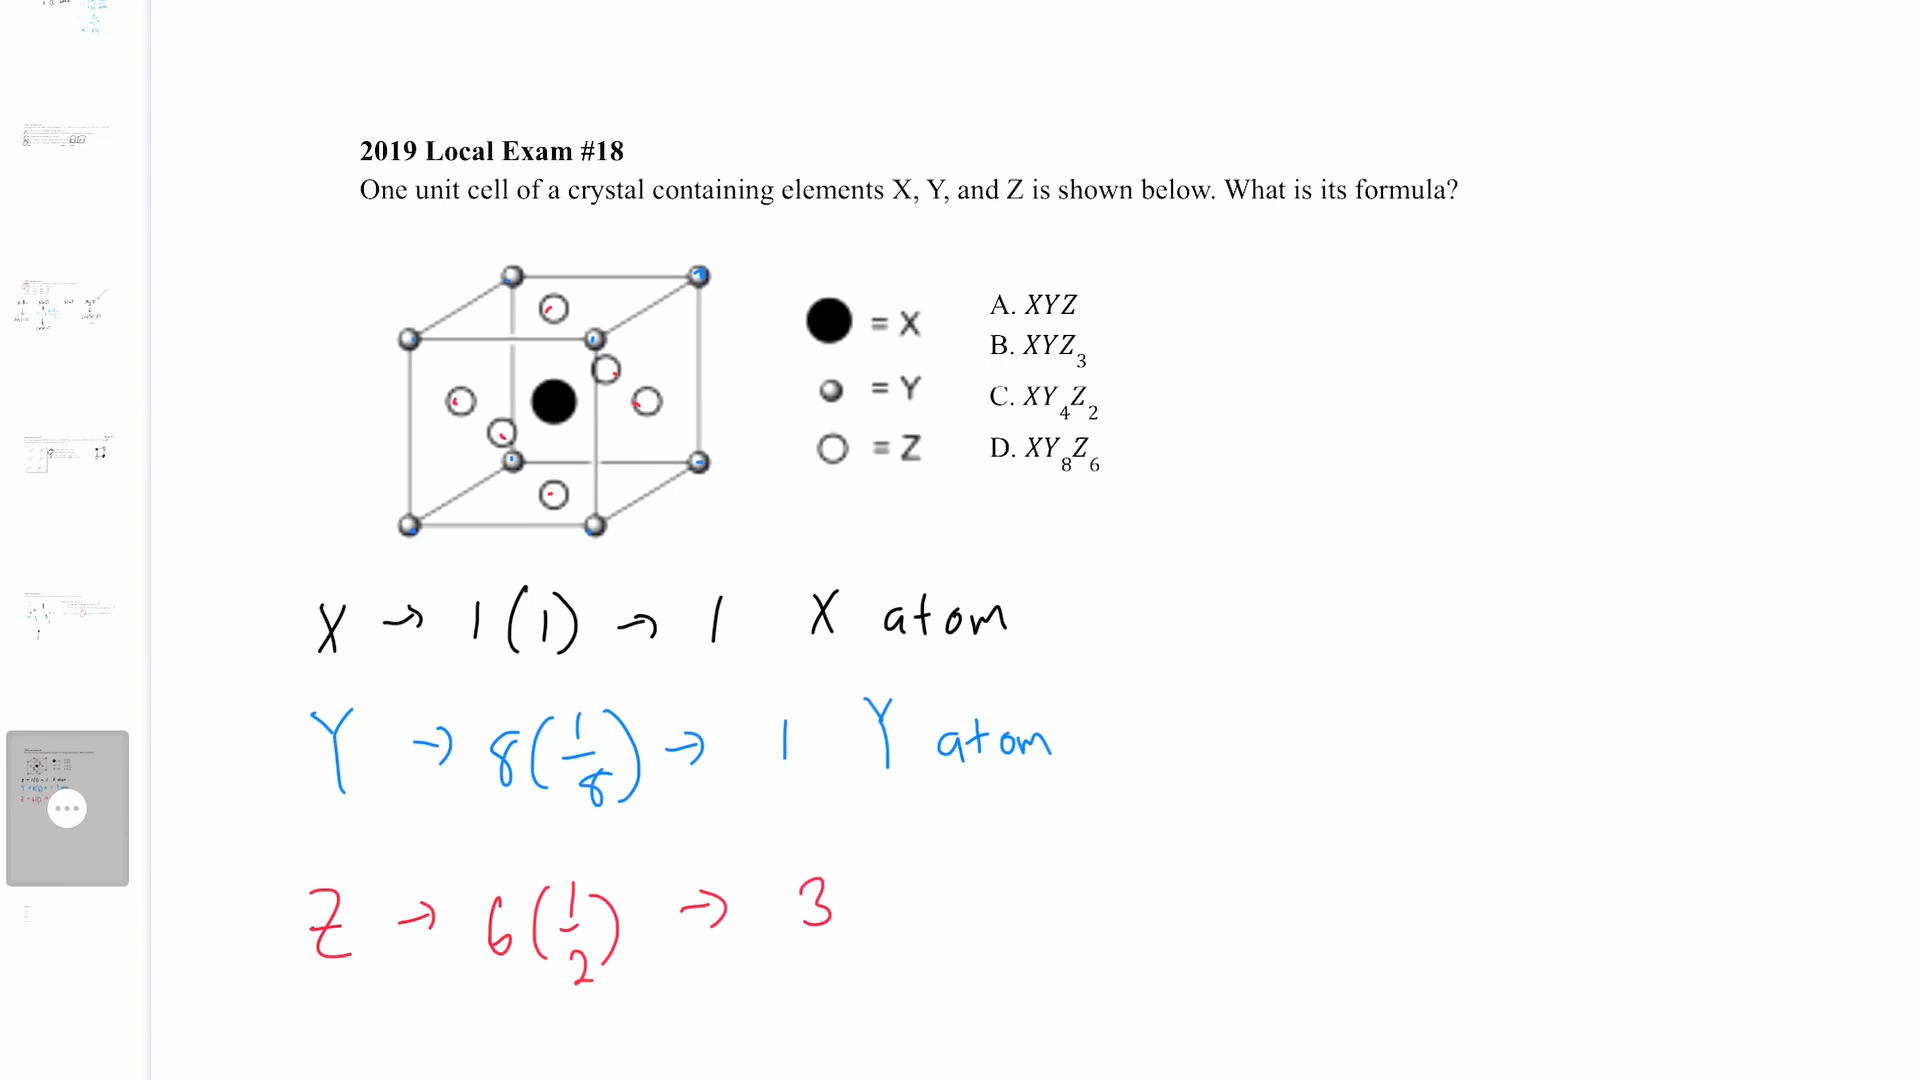 2019 Local Exam #18
One unit cell of a crystal containing elements X, Y, and Z is shown below. What is its formula?
= X
= Y
= Z
A. XYZ
B. XYZ₃
C. XY₄Z₂
D. XY₈Z₆
X → 1(1) → 1 X atom
Y → 8(1/8) → 1 Y atom
Z → 6(1/2) → 3